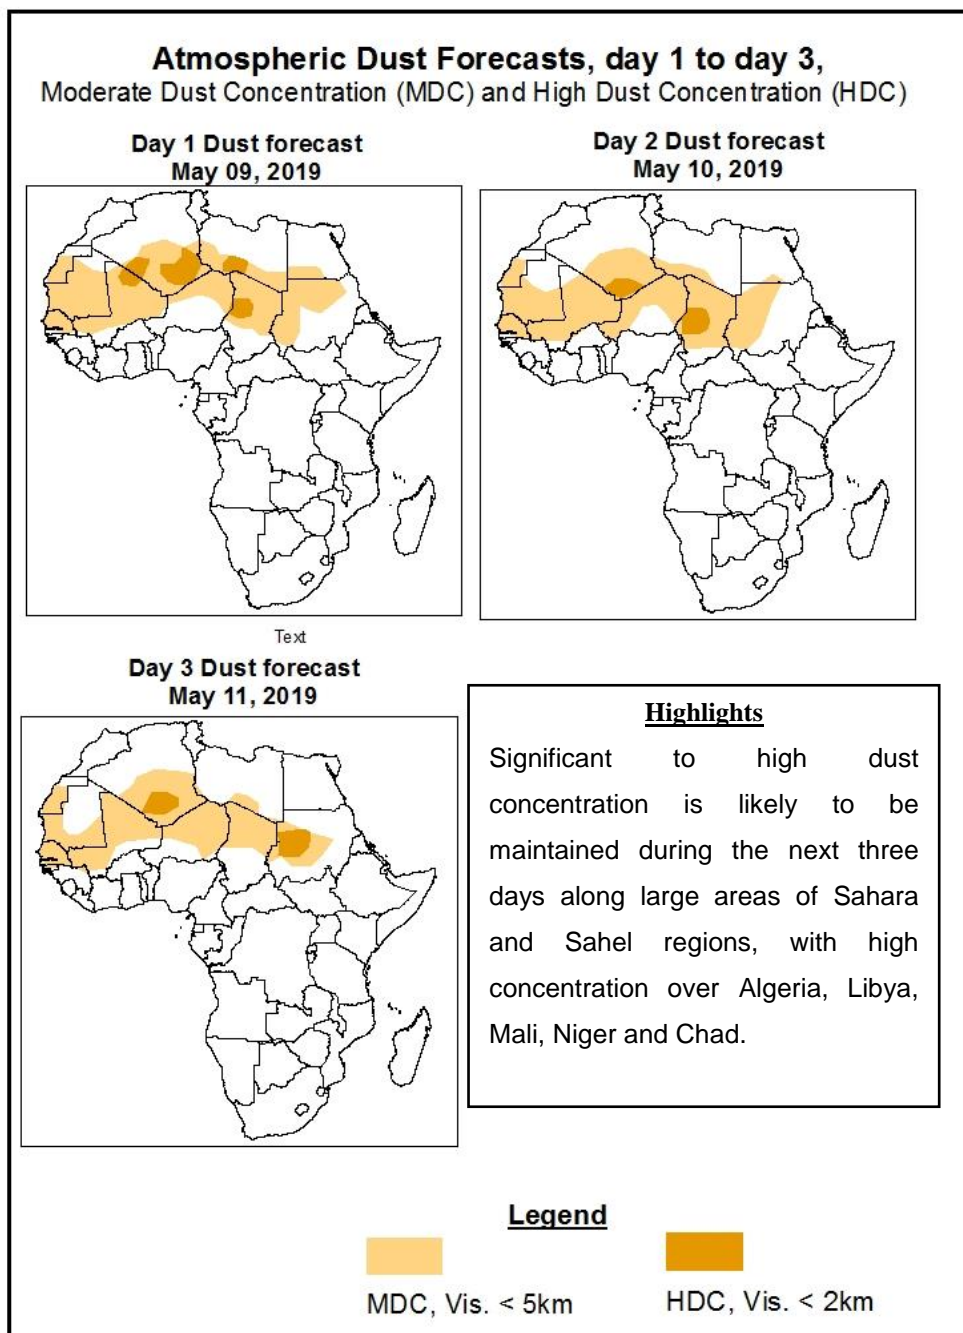 Atmospheric Dust Forecasts, day 1 to day 3,
Moderate Dust Concentration (MDC) and High Dust Concentration (HDC)
Day 1 Dust forecast
May 09, 2019
Day 2 Dust forecast
May 10, 2019
Text
Day 3 Dust forecast
May 11, 2019
Highlights
Significant to high dust
concentration is likely to be
maintained during the next three
days along large areas of Sahara
and Sahel regions, with high
concentration over Algeria, Libya,
Mali, Niger and Chad.
Legend
MDC, Vis. < 5km
HDC, Vis. < 2km